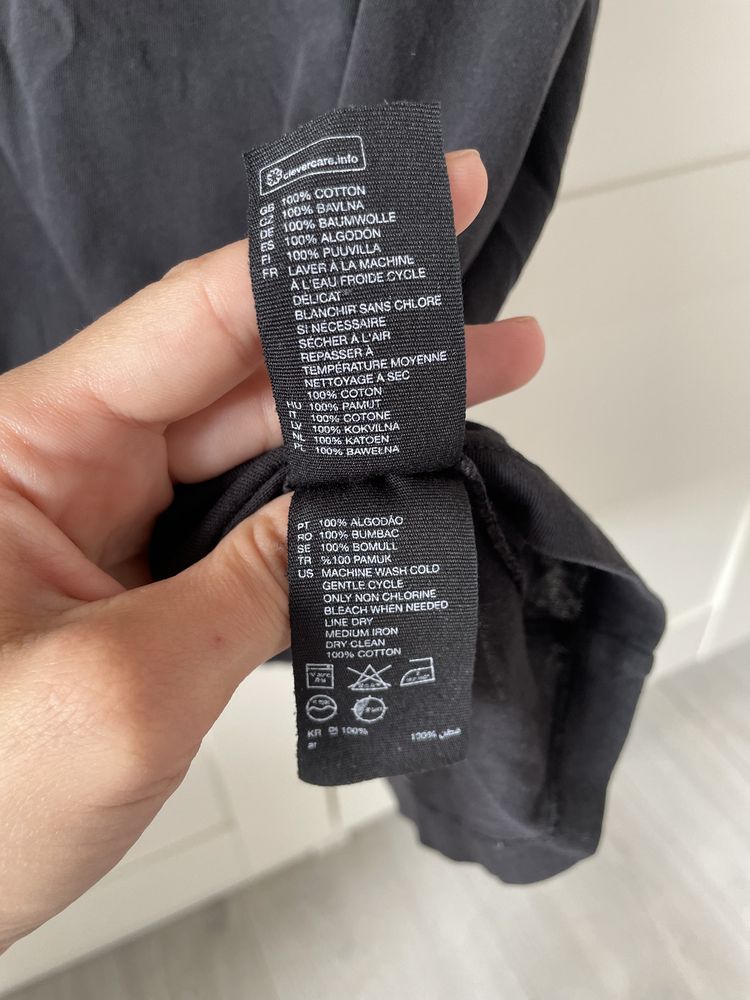 clevercare.info
GB 100% COTTON
CZ 100% BAVLNA
DE 100% BAUMWOLLE
ES 100% ALGODÓN
FI 100% PUUVILLA
FR LAVER À LA MACHINE
À L'EAU FROIDE CYCLE
DÉLICAT
BLANCHIR SANS CHLORE
SI NÉCESSAIRE
SÉCHER À L'AIR
REPASSER À
TEMPÉRATURE MOYENNE
NETTOYAGE À SEC
100% COTON
HU 100% PAMUT
IT 100% COTONE
LV 100% KOKVILNA
NL 100% KATOEN
PL 100% BAWEŁNA
PT 100% ALGODÃO
RO 100% BUMBAC
SE 100% BOMULL
TR %100 PAMUK
US MACHINE WASH COLD
GENTLE CYCLE
ONLY NON CHLORINE
BLEACH WHEN NEEDED
LINE DRY
MEDIUM IRON
DRY CLEAN
100% COTTON
KR 면 100%
ar 100% قطن